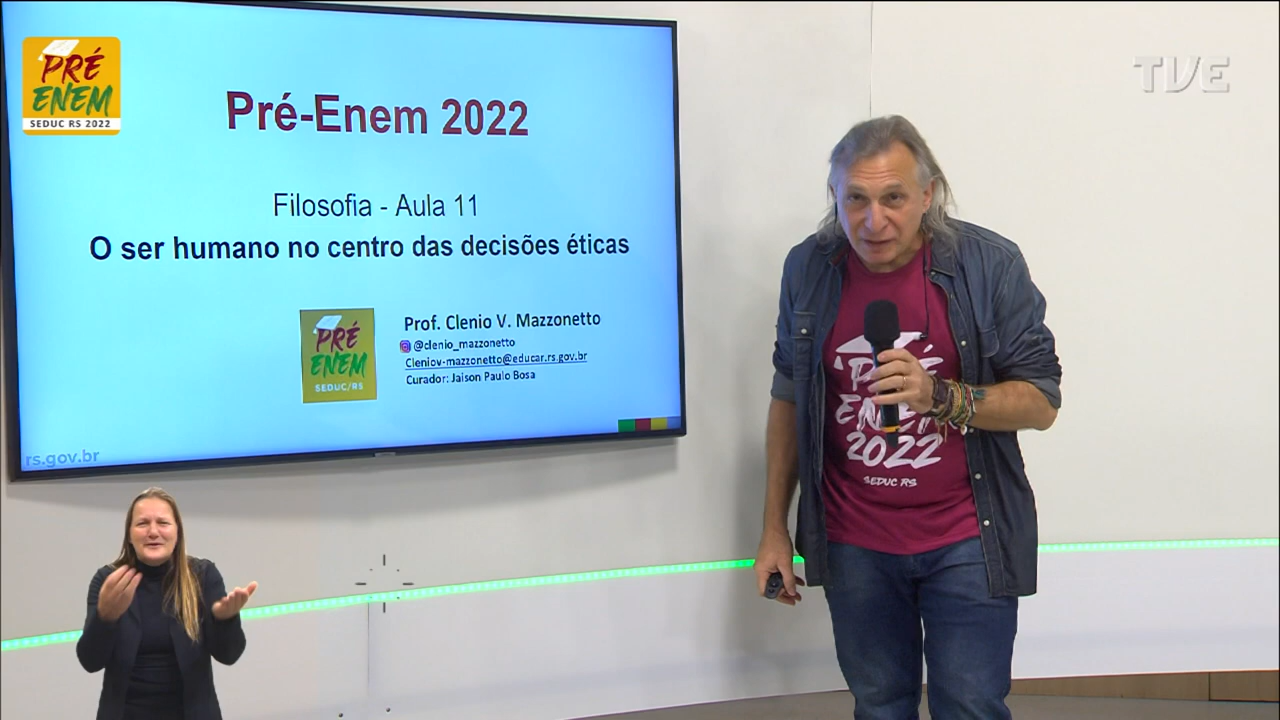 PRÉ
ENEM
SEDUC RS 2022
Pré-Enem 2022
Filosofia - Aula 11
O ser humano no centro das decisões éticas
PRÉ
ENEM
SEDUC/RS
Prof. Clenio V. Mazzonetto
@clenio_mazzonetto
Cleniov-mazzonetto@educar.rs.gov.br
Curador: Jaison Paulo Bosa
rs.gov.br
TVE
PRÉ
ENEM
2022
SEDUC RS